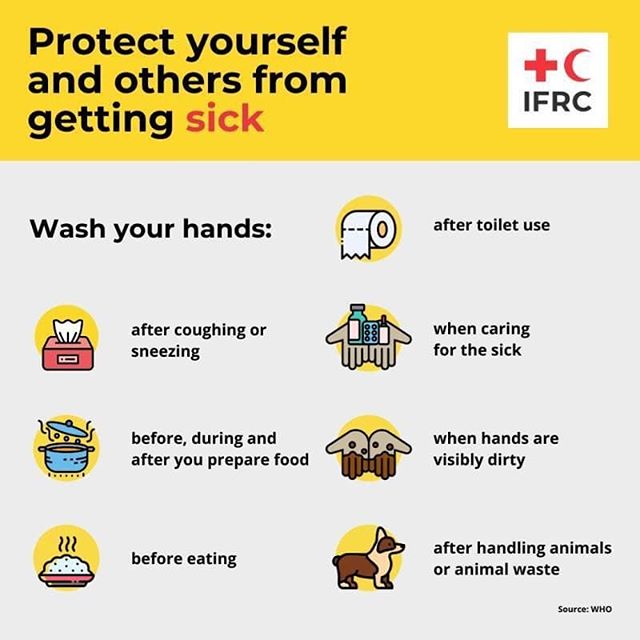 Protect yourself
and others from
getting sick
IFRC
Wash your hands:
after toilet use
after coughing or
sneezing
when caring
for the sick
before, during and
after you prepare food
when hands are
visibly dirty
before eating
after handling animals
or animal waste
Source: WHO